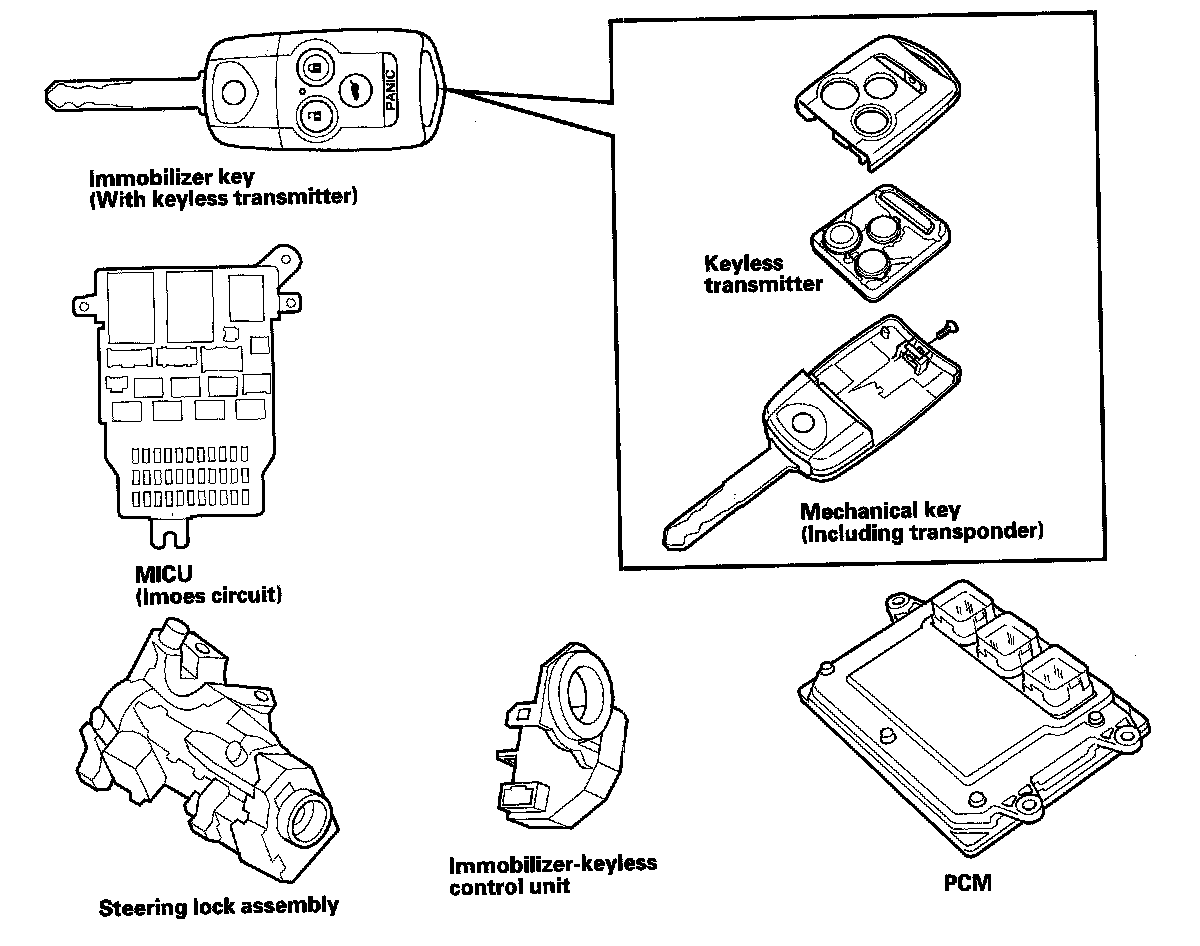 PANIC
Immobilizer key
(With keyless transmitter)
Keyless
transmitter
Mechanical key
(Including transponder)
MICU
(Imoes circuit)
Steering lock assembly
Immobilizer-keyless
control unit
PCM